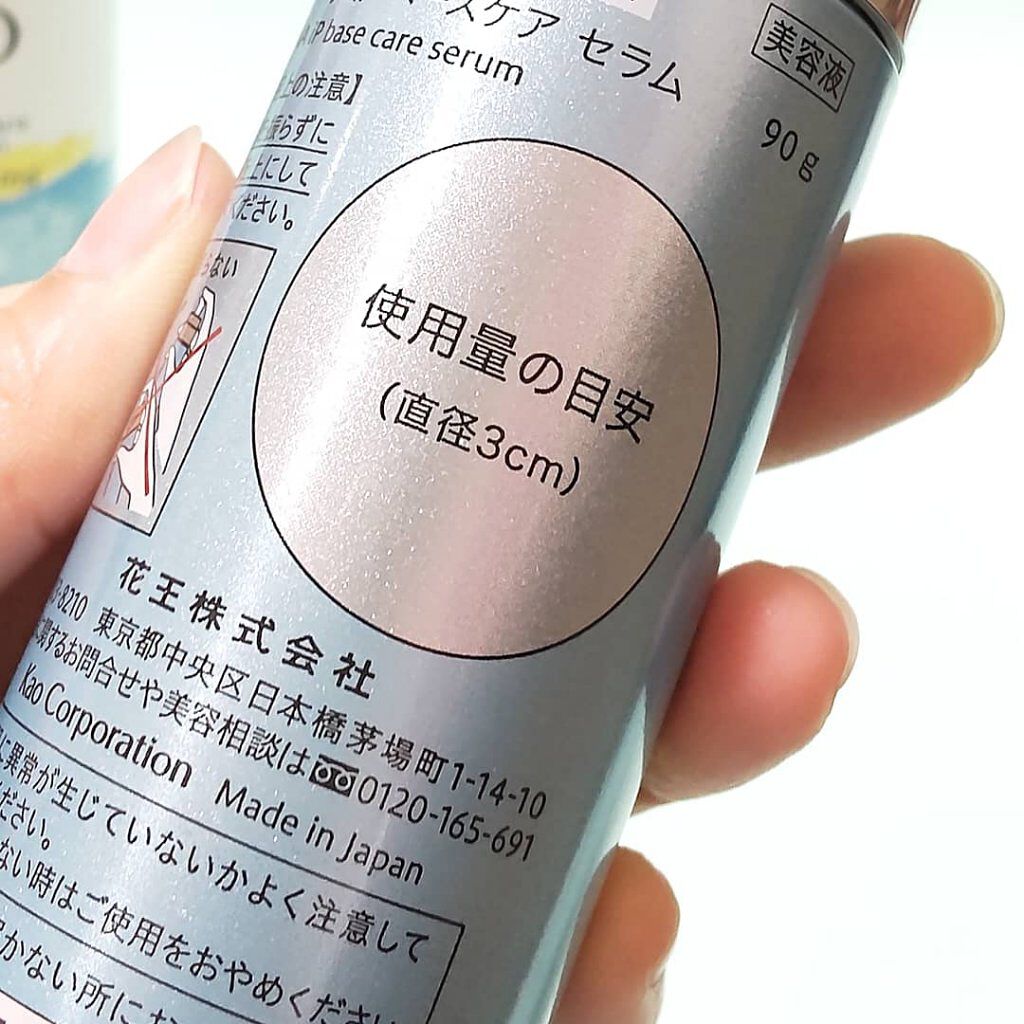 ースケア セラム
iP base care serum
美容液
90 g
上の注意】
振らずに
上にして
ください。
らない
使用量の目安
(直径3cm)
花王株式会社
8210 東京都中央区日本橋茅場町1-14-10
するお問合せや美容相談は 0120-165-691
Kao Corporation Made in Japan
に異常が生じていないかよく注意して
ださい。
ない時はご使用をおやめください
かない所に